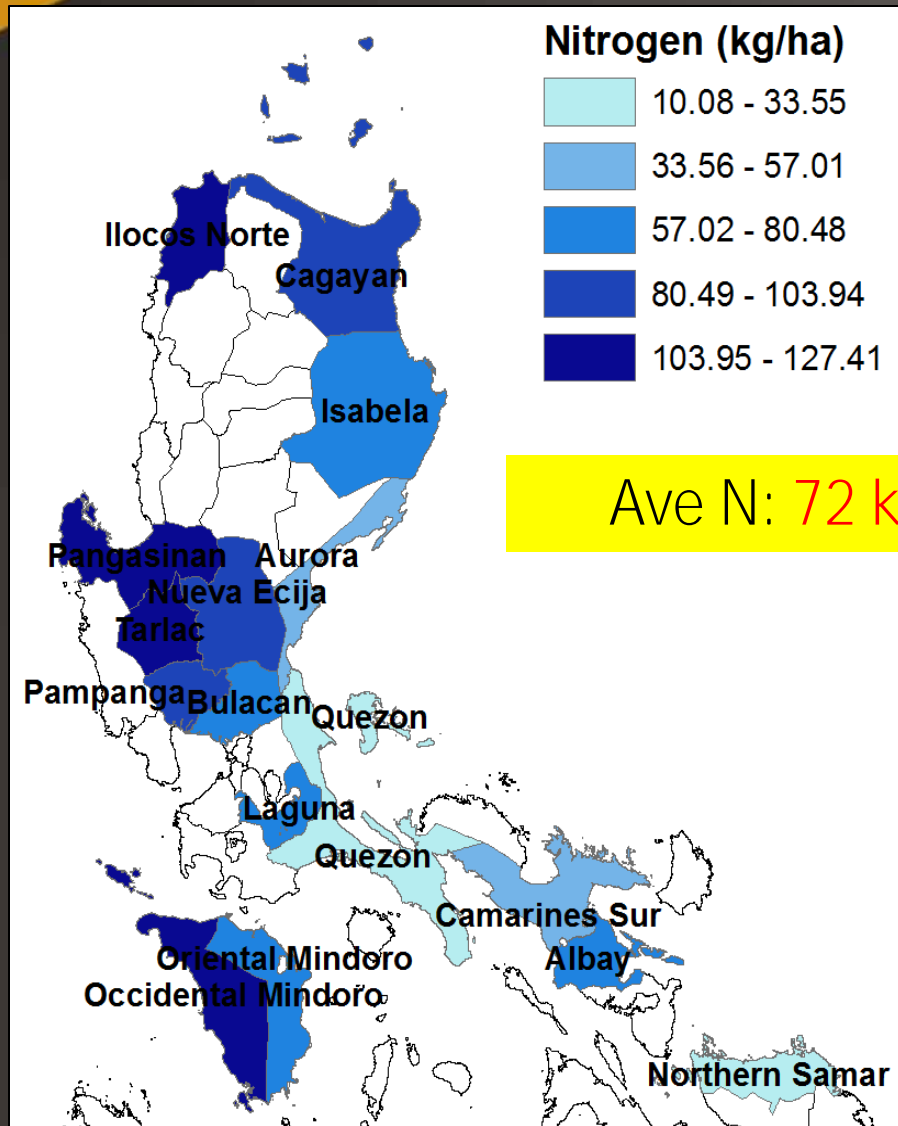 Nitrogen (kg/ha)
10.08 - 33.55
33.56 - 57.01
57.02 - 80.48
80.49 - 103.94
103.95 - 127.41
Ilocos Norte
Cagayan
Isabela
Ave N: 72 k
Pangasinan
Aurora
Nueva Ecija
Tarlac
Pampanga
Bulacan
Quezon
Laguna
Quezon
Camarines Sur
Albay
Oriental Mindoro
Occidental Mindoro
Northern Samar